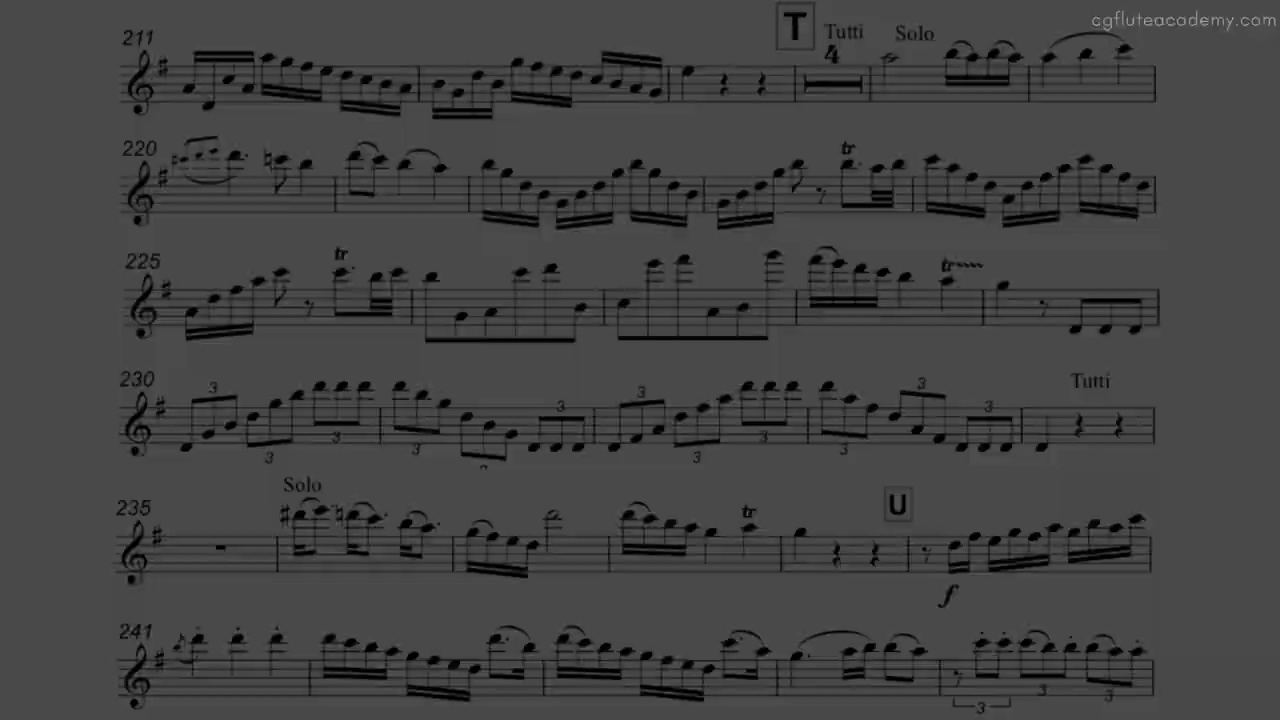 cgfluteacademy.com
T Tutti Solo
211 4
220 tr
225 tr tr
230 3 3 3 3 3 3 3 3 3 3 Tutti
Solo
235 tr U
f
241
3 3 3